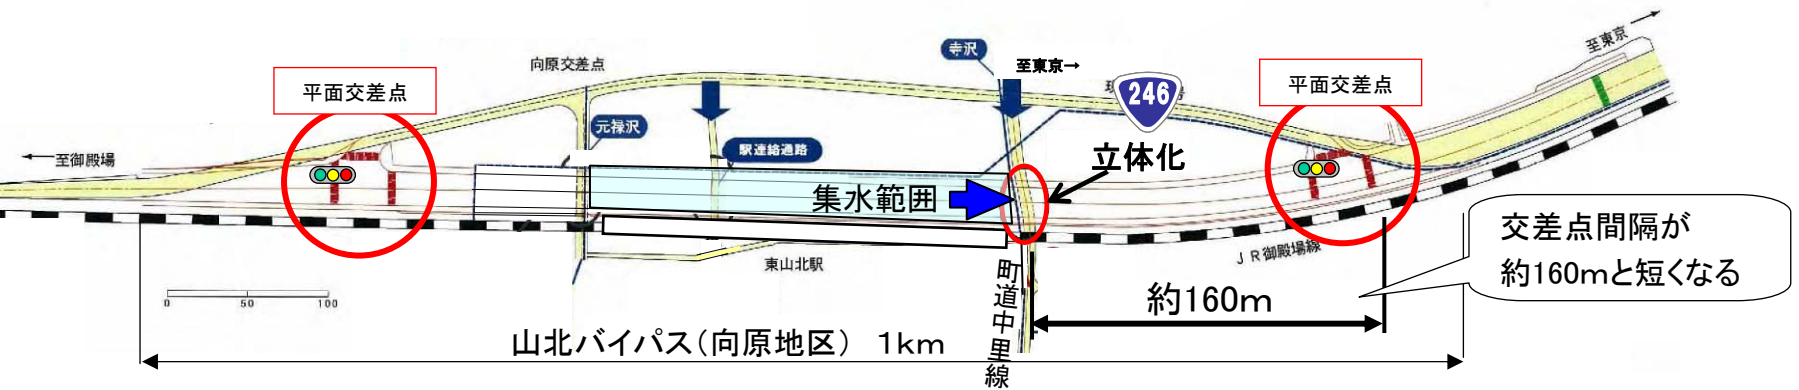 至東京
寺沢
向原交差点
至東京→
平面交差点
平面交差点
246
元禄沢
駅連絡通路
←至御殿場
立体化
集水範囲
交差点間隔が
約160mと短くなる
JR御殿場線
東山北駅
町道中里線
0 50 100
約160m
山北バイパス(向原地区) 1km